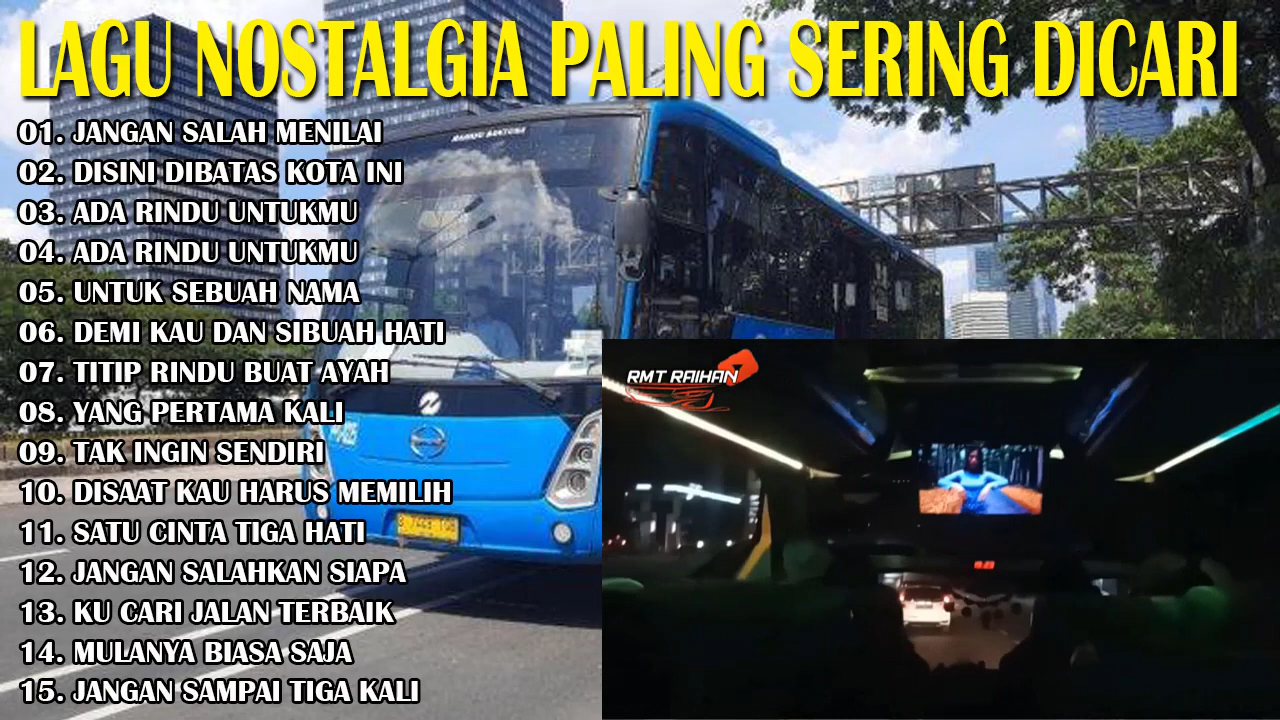 LAGU NOSTALGIA PALING SERING DICARI
01. JANGAN SALAH MENILAI
02. DISINI DIBATAS KOTA INI
03. ADA RINDU UNTUKMU
04. ADA RINDU UNTUKMU
05. UNTUK SEBUAH NAMA
06. DEMI KAU DAN SIBUAH HATI
07. TITIP RINDU BUAT AYAH
08. YANG PERTAMA KALI
09. TAK INGIN SENDIRI
10. DISAAT KAU HARUS MEMILIH
11. SATU CINTA TIGA HATI
12. JANGAN SALAHKAN SIAPA
13. KU CARI JALAN TERBAIK
14. MULANYA BIASA SAJA
15. JANGAN SAMPAI TIGA KALI
RMT RAIHAN